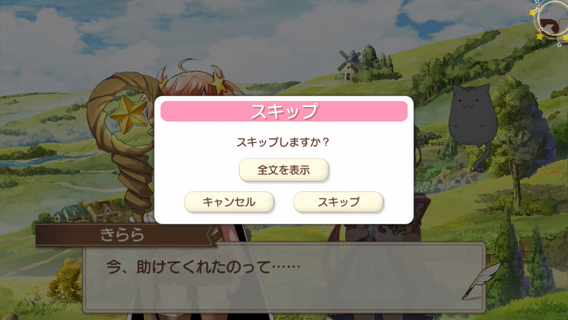 スキップ
スキップしますか？
全文を表示
キャンセル
スキップ
きらら
今、助けてくれたのって……